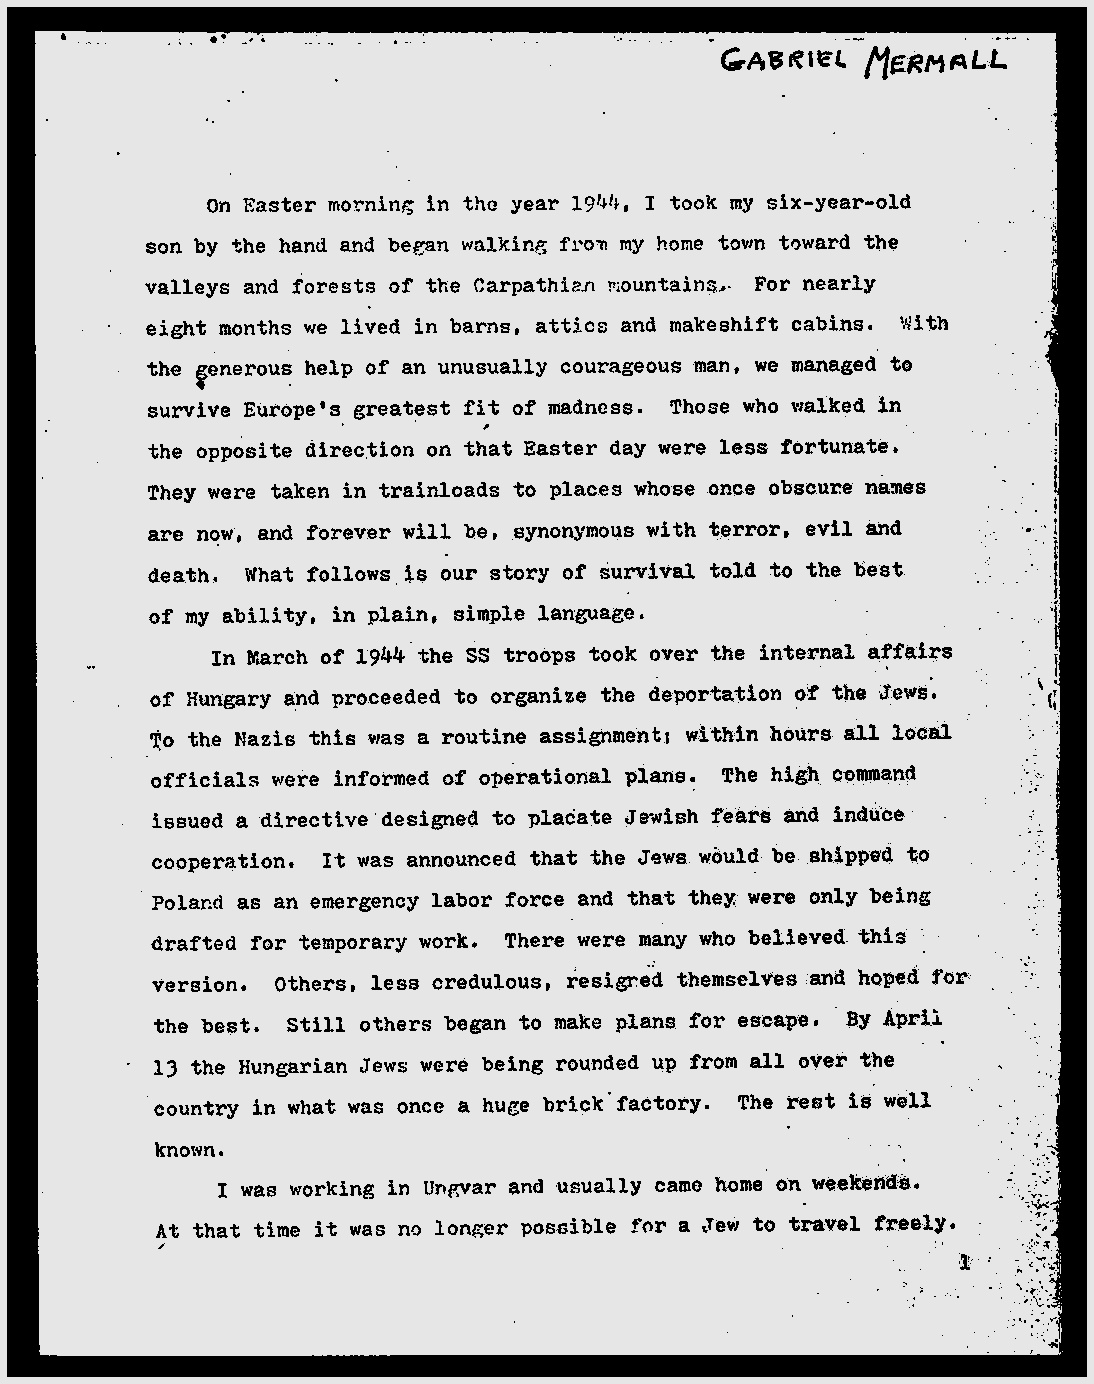 GABRIEL MERMALL
On Easter morning in the year 1944, I took my six-year-old
son by the hand and began walking from my home town toward the
valleys and forests of the Carpathian mountains. For nearly
eight months we lived in barns, attics and makeshift cabins. With
the generous help of an unusually courageous man, we managed to
survive Europe's greatest fit of madness. Those who walked in
the opposite direction on that Easter day were less fortunate.
They were taken in trainloads to places whose once obscure names
are now, and forever will be, synonymous with terror, evil and
death. What follows is our story of survival told to the best
of my ability, in plain, simple language.
In March of 1944 the SS troops took over the internal affairs
of Hungary and proceeded to organize the deportation of the Jews.
To the Nazis this was a routine assignment; within hours all local
officials were informed of operational plans. The high command
issued a directive designed to placate Jewish fears and induce
cooperation. It was announced that the Jews would be shipped to
Poland as an emergency labor force and that they were only being
drafted for temporary work. There were many who believed this
version. Others, less credulous, resigned themselves and hoped for
the best. Still others began to make plans for escape. By April
13 the Hungarian Jews were being rounded up from all over the
country in what was once a huge brick factory. The rest is well
known.
I was working in Ungvar and usually came home on weekends.
At that time it was no longer possible for a Jew to travel freely.
1